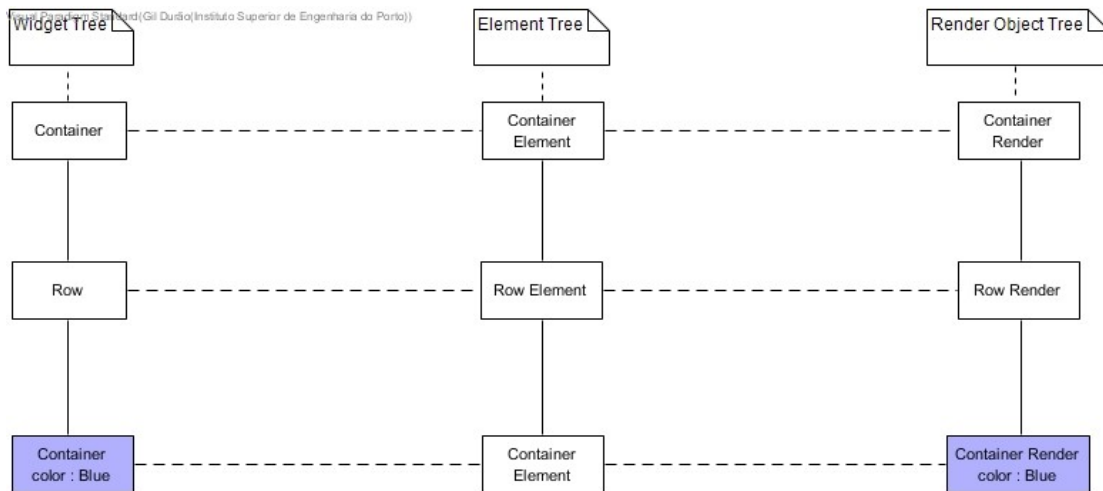 Visual Paradigm Standard(Gil Durão(Instituto Superior de Engenharia do Porto))
Widget Tree
Element Tree
Render Object Tree
Container
Container
Element
Container
Render
Row
Row Element
Row Render
Container
color : Blue
Container
Element
Container Render
color : Blue